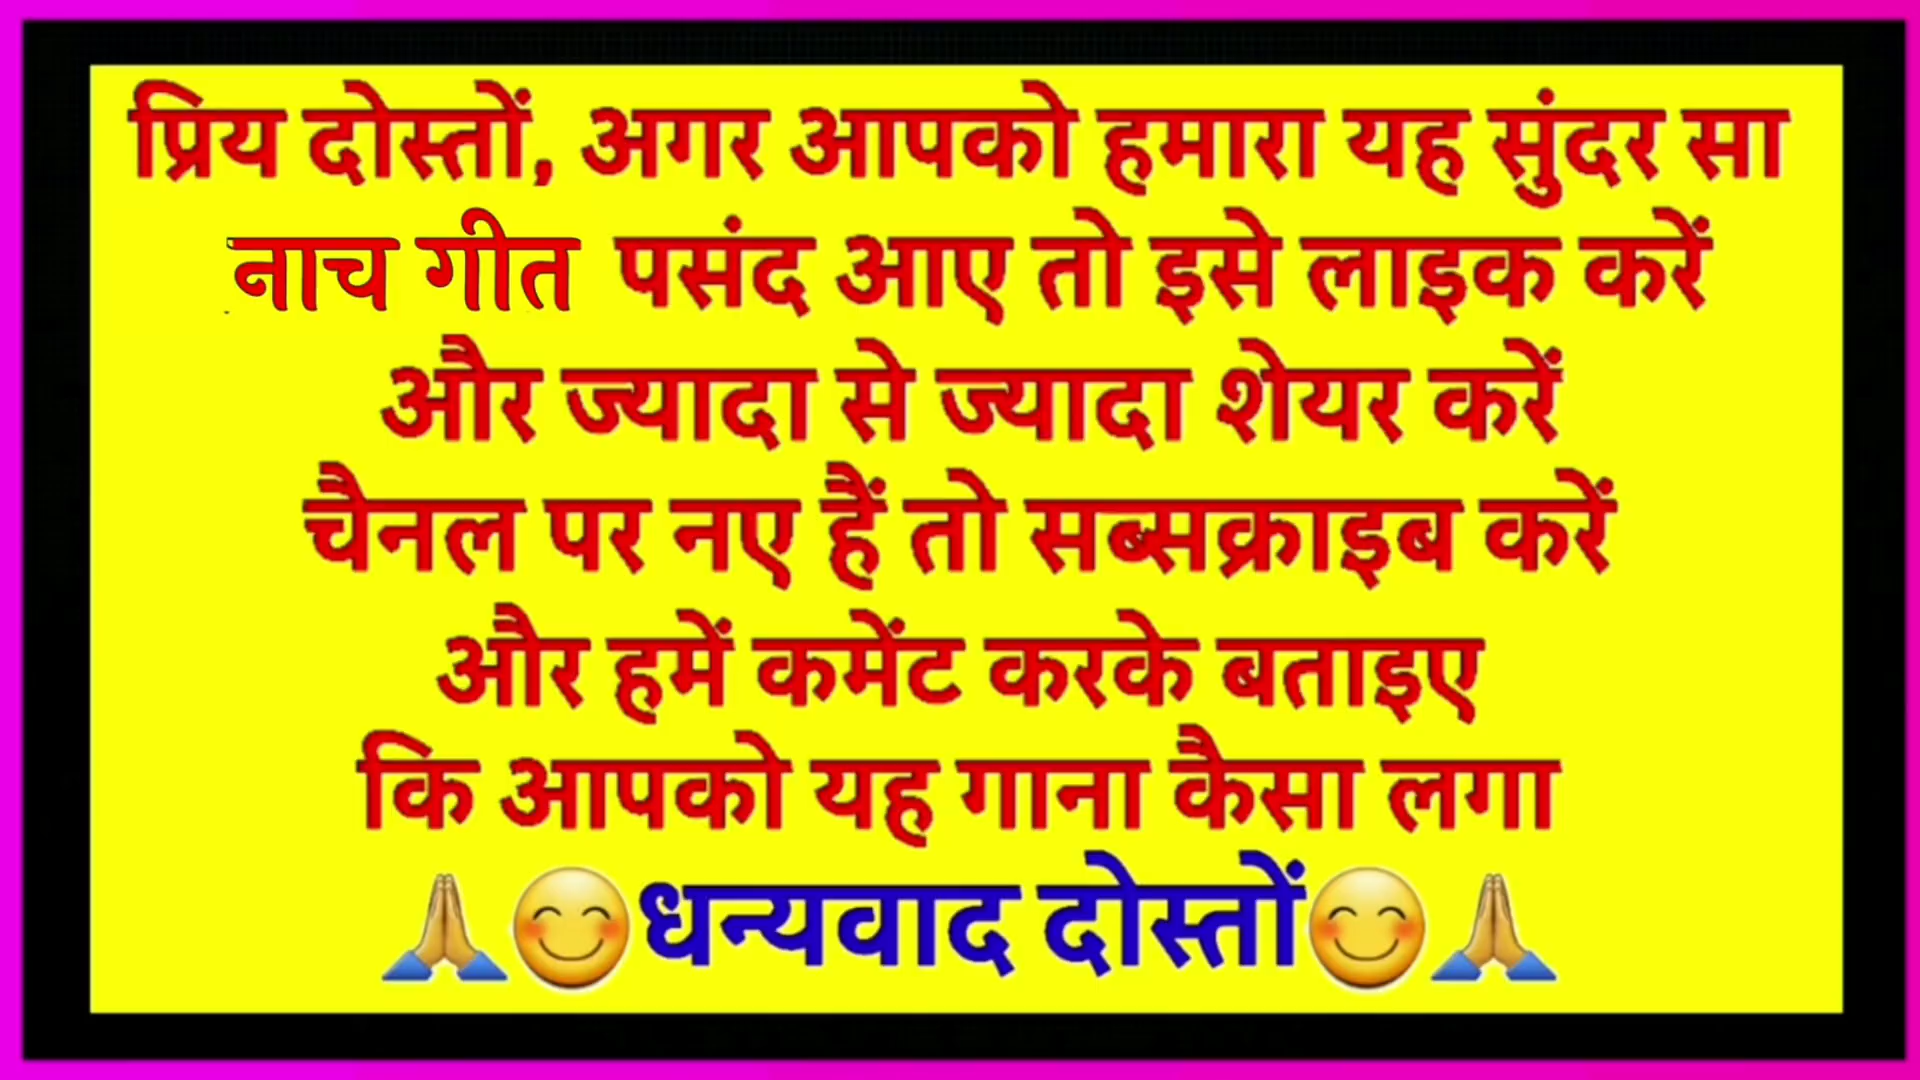 प्रिय दोस्तों, अगर आपको हमारा यह सुंदर सा
नाच गीत पसंद आए तो इसे लाइक करें
और ज्यादा से ज्यादा शेयर करें
चैनल पर नए हैं तो सब्सक्राइब करें
और हमें कमेंट करके बताइए
कि आपको यह गाना कैसा लगा
🙏😊धन्यवाद दोस्तों😊🙏